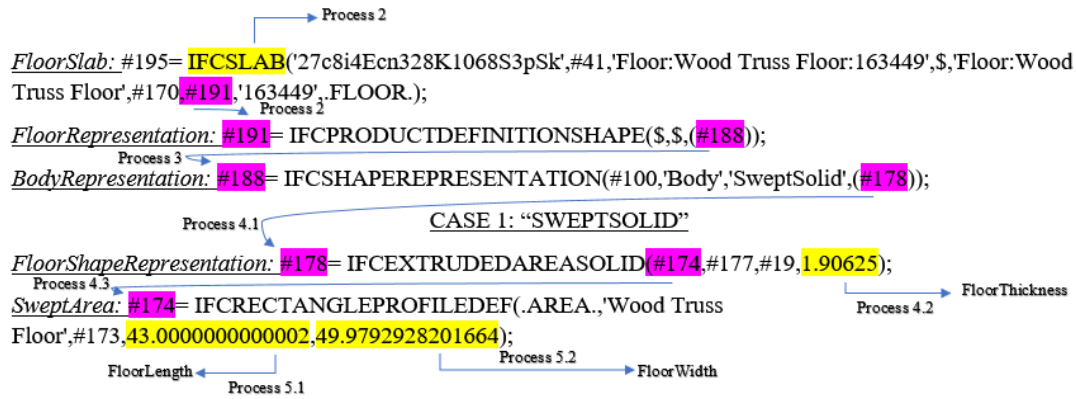 Process 2
FloorSlab: #195= IFCSLAB('27c8i4Ecn328K1068S3pSk',#41,'Floor:Wood Truss Floor:163449',$,'Floor:Wood
Truss Floor',#170,#191,'163449',.FLOOR.);
Process 2
FloorRepresentation: #191= IFCPRODUCTDEFINITIONSHAPE($,$,(#188));
Process 3
BodyRepresentation: #188= IFCSHAPEREPRESENTATION(#100,'Body','SweptSolid',(#178));
Process 4.1
CASE 1: “SWEPTSOLID”
FloorShapeRepresentation: #178= IFCEXTRUDEDAREASOLID(#174,#177,#19,1.90625);
Process 4.3
FloorThickness
SweptArea: #174= IFCRECTANGLEPROFILEDEF(.AREA.,'Wood Truss
Process 4.2
Floor',#173,43.0000000000002,49.9792928201664);
Process 5.2
FloorLength
FloorWidth
Process 5.1